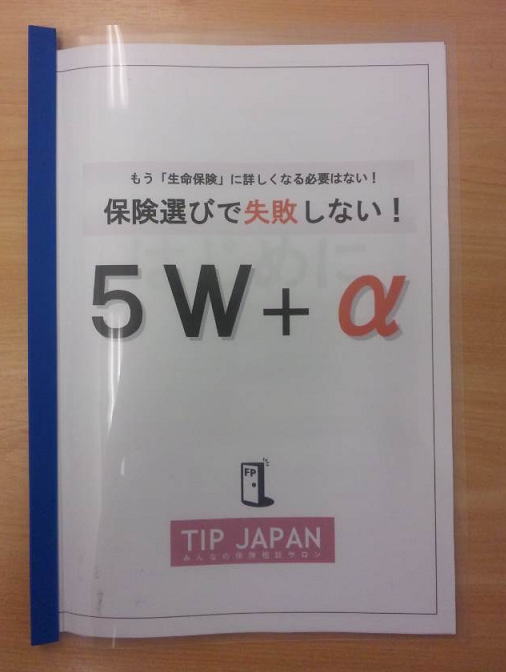 もう「生命保険」に詳しくなる必要はない！
保険選びで失敗しない！
5W+α
FP
TIP JAPAN
みんなの保険相談サロン